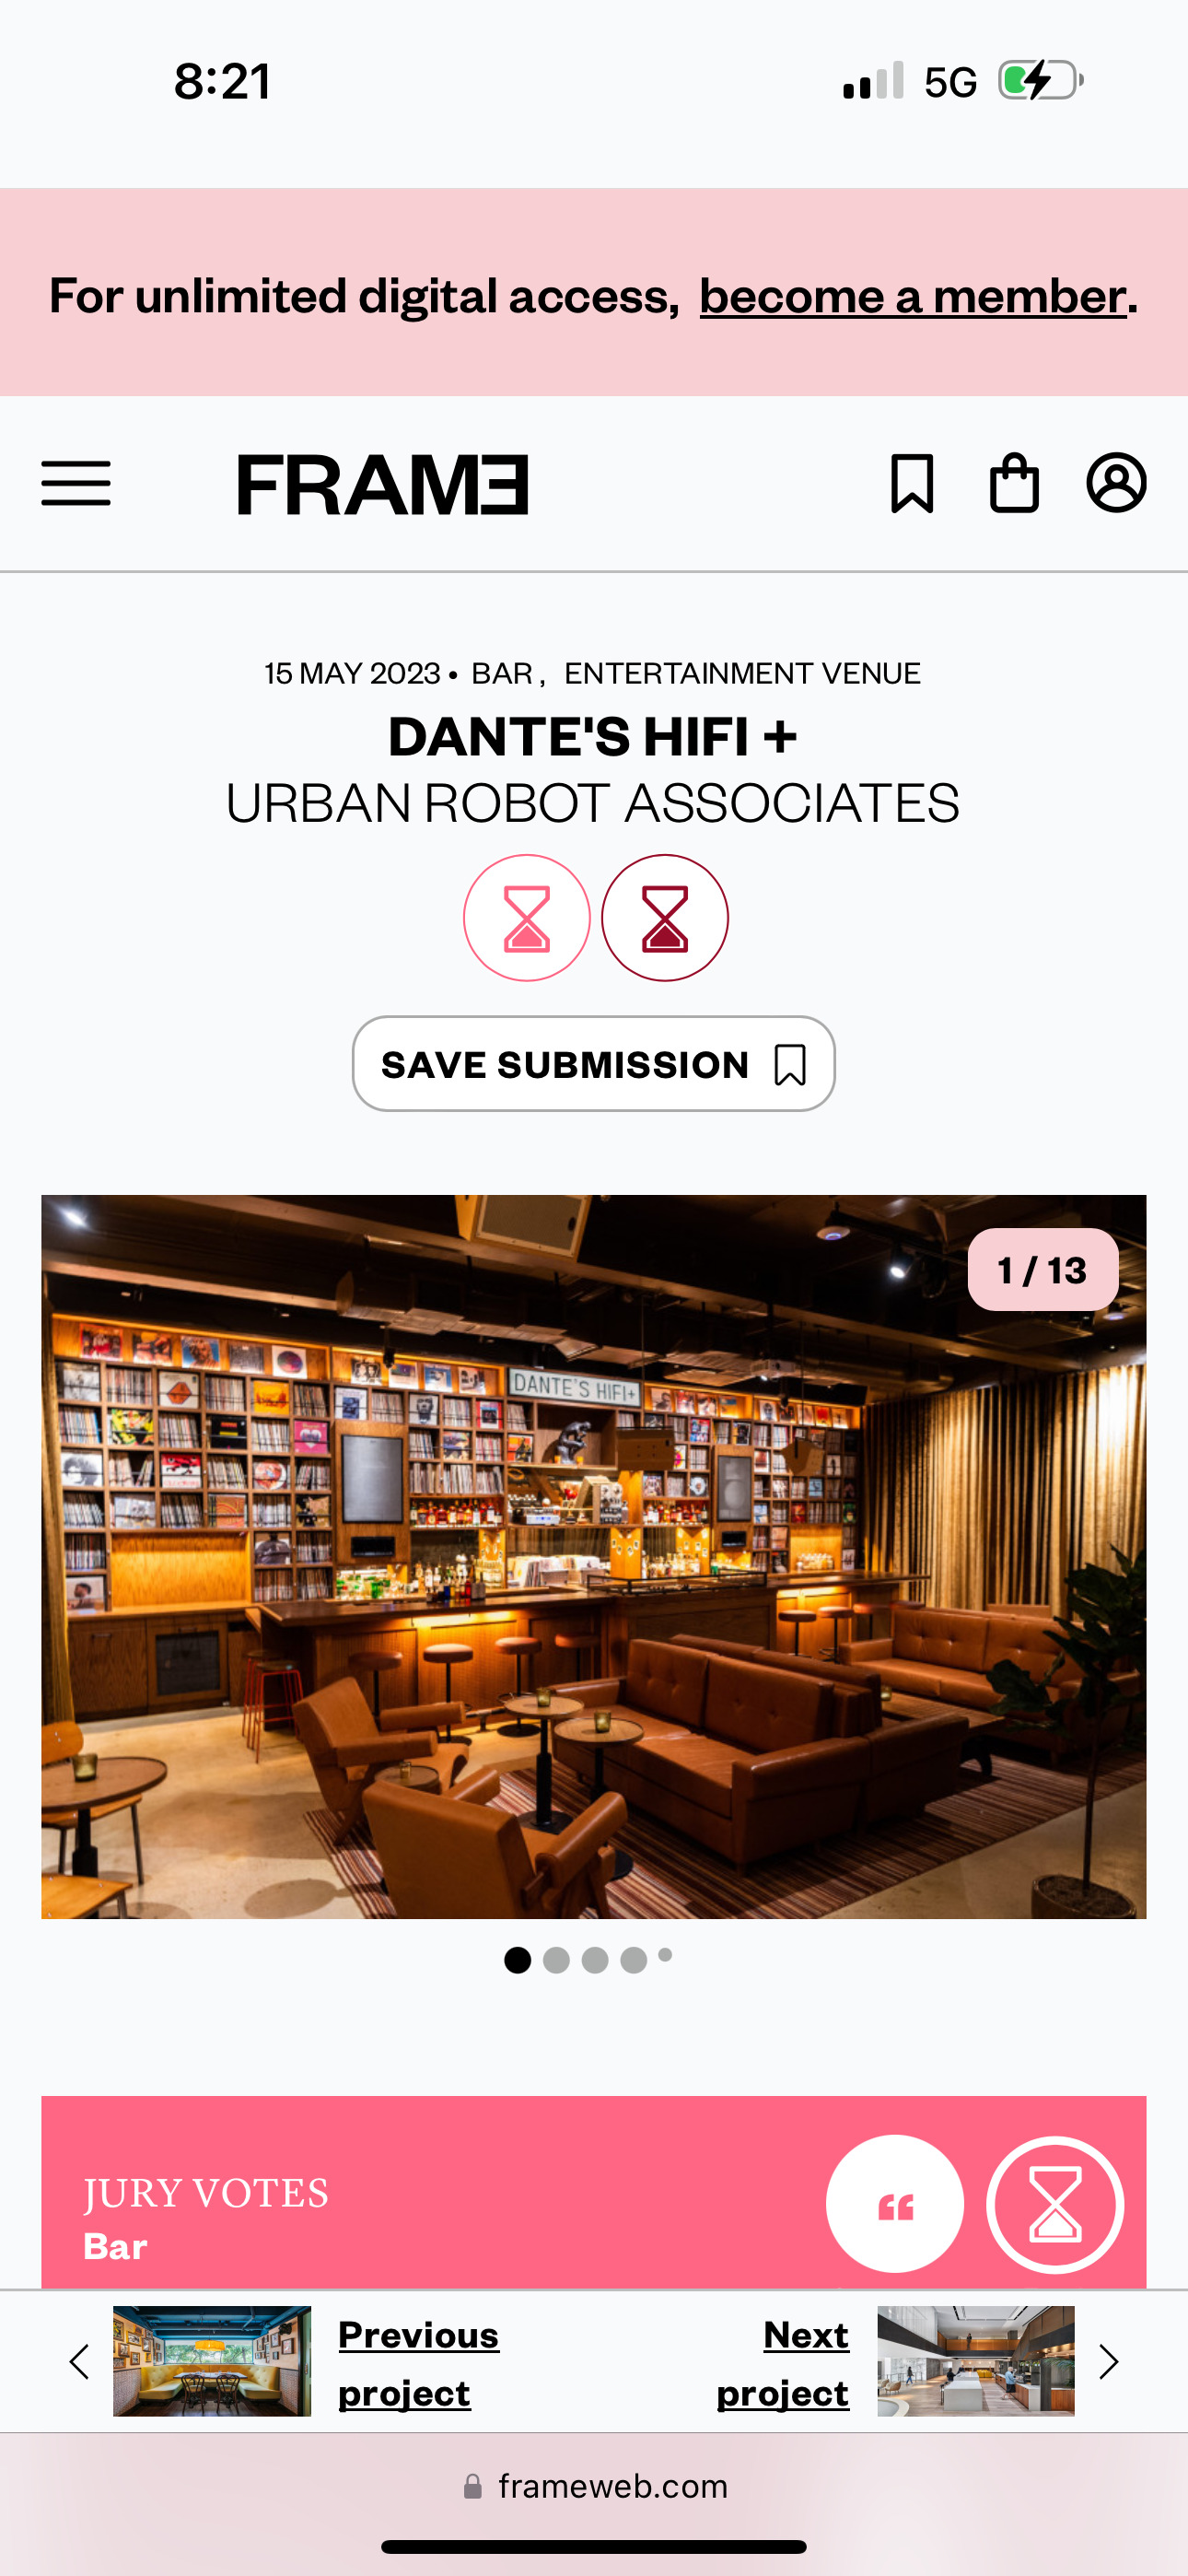 8:21
5G
For unlimited digital access, become a member.
FRAMƎ
15 MAY 2023 • BAR , ENTERTAINMENT VENUE
DANTE'S HIFI +
URBAN ROBOT ASSOCIATES
SAVE SUBMISSION
1 / 13
DANTE'S HIFI+
JURY VOTES
Bar
“
Previous
project
Next
project
frameweb.com